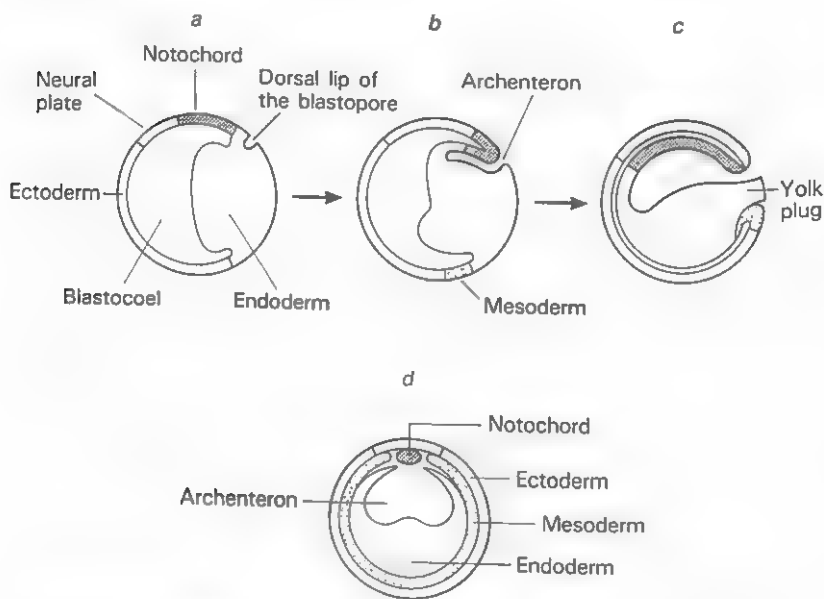 a
b
c
Notochord
Neural
plate
Dorsal lip of
the blastopore
Archenteron
Ectoderm
Yolk
plug
Blastocoel
Endoderm
Mesoderm
d
Notochord
Ectoderm
Archenteron
Mesoderm
Endoderm